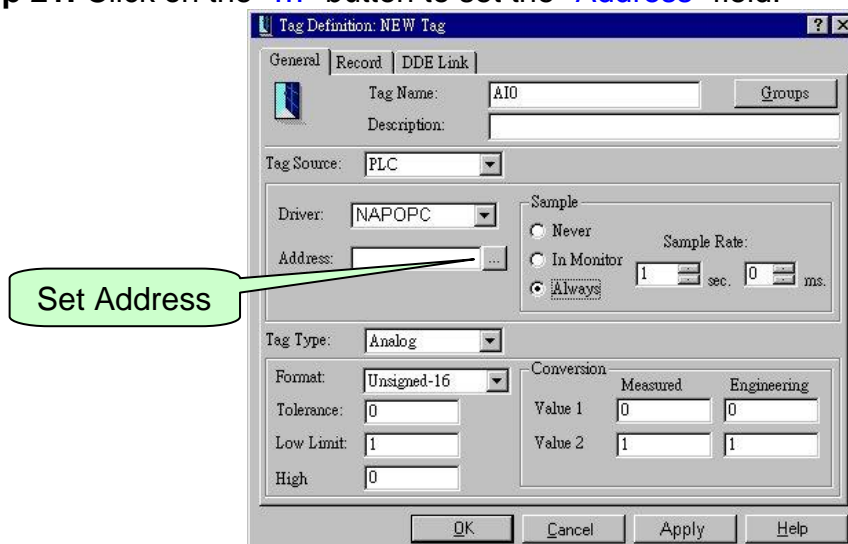 Click on the "..." button to set the "Address" field.
Tag Definition: NEW Tag
General Record DDE Link
Tag Name: AI0 Groups
Description:
Tag Source: PLC
Driver: NAPOPC
Address: ...
Sample
Never
In Monitor
Always
Sample Rate:
1 sec. 0 ms.
Set Address
Tag Type: Analog
Format: Unsigned-16
Tolerance: 0
Low Limit: 1
High 0
Conversion
Measured Engineering
Value 1 0 0
Value 2 1 1
OK Cancel Apply Help